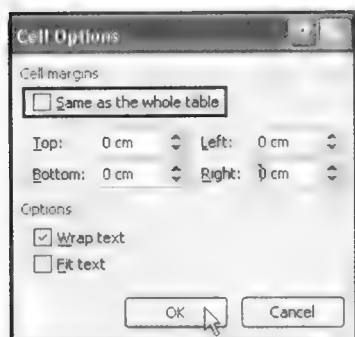 Cell Options
Cell margins
Same as the whole table
Top: 0 cm Left: 0 cm
Bottom: 0 cm Right: 0 cm
Options
Wrap text
Fit text
OK Cancel